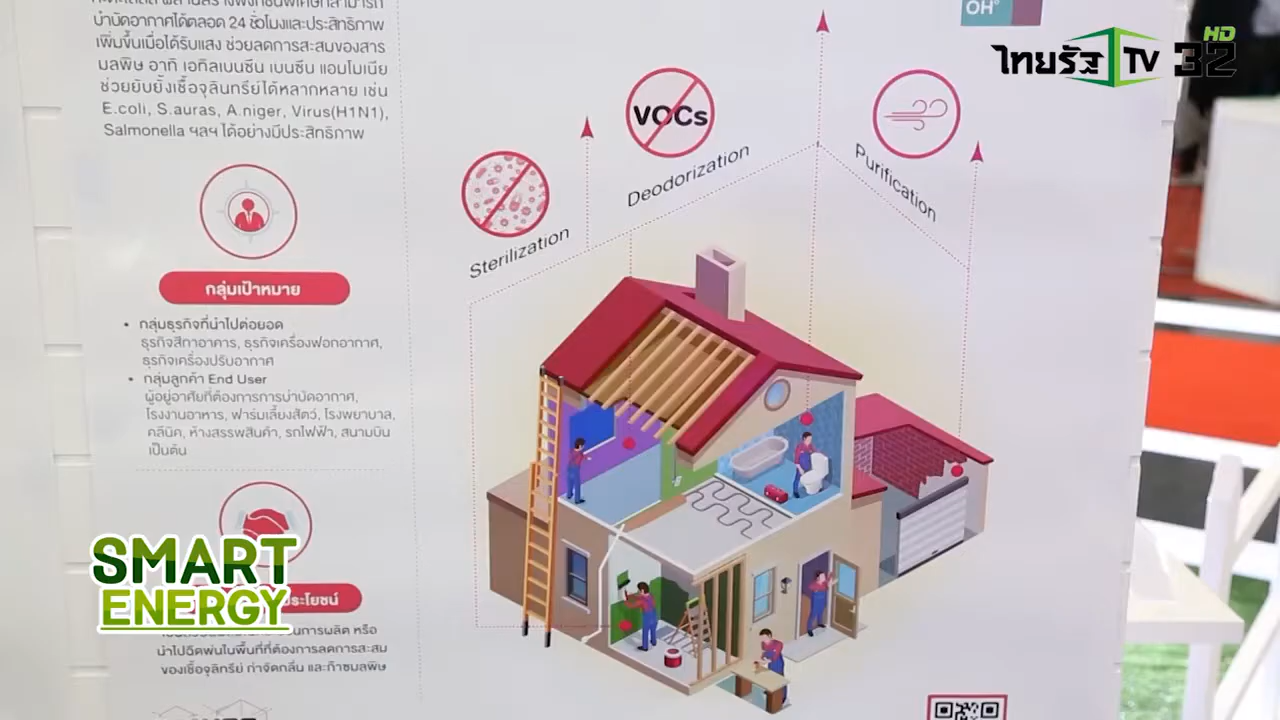 บำบัดอากาศได้ตลอด 24 ชั่วโมงและประสิทธิภาพ
เพิ่มขึ้นเมื่อได้รับแสง ช่วยลดการสะสมของสาร
มลพิษ อาทิ เอทิลเบนซีน เบนซีน แอมโมเนีย
ช่วยยับยั้งเชื้อจุลินทรีย์ได้หลากหลาย เช่น
E.coli, S.auras, A.niger, Virus(H1N1),
Salmonella ฯลฯ ได้อย่างมีประสิทธิภาพ
กลุ่มเป้าหมาย
• กลุ่มธุรกิจที่นำไปต่อยอด
ธุรกิจสีทาอาคาร, ธุรกิจเครื่องฟอกอากาศ,
ธุรกิจเครื่องปรับอากาศ
• กลุ่มลูกค้า End User
ผู้อยู่อาศัยที่ต้องการการบำบัดอากาศ,
โรงงานอาหาร, ฟาร์มเลี้ยงสัตว์, โรงพยาบาล,
คลีนิค, ห้างสรรพสินค้า, รถไฟฟ้า, สนามบิน
เป็นต้น
ประโยชน์
การผลิต หรือ
นำไปฉีดพ่นในพื้นที่ที่ต้องการลดการสะสม
ของเชื้อจุลิทรีย์ กำจัดกลิ่น และก๊าซมลพิษ
SMART
ENERGY
Sterilization
VOCs
Deodorization
Purification
OH°
ไทยรัฐ TV 32 HD